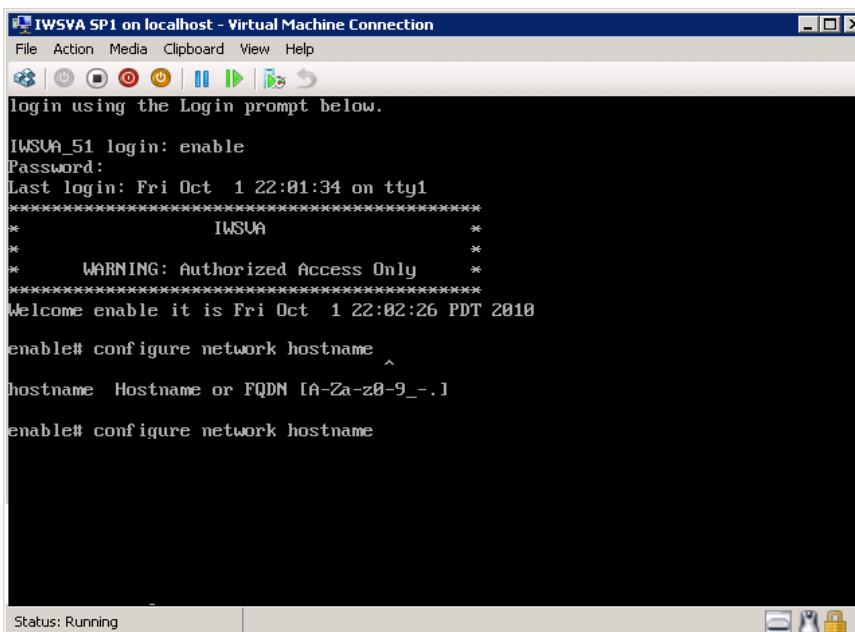 IWSVA SP1 on localhost - Virtual Machine Connection
File Action Media Clipboard View Help
login using the Login prompt below.
IWSVA_51 login: enable
Password:
Last login: Fri Oct  1 22:01:34 on tty1
********************************************
*                  IWSVA                   *
*                                          *
*      WARNING: Authorized Access Only     *
********************************************
Welcome enable it is Fri Oct  1 22:02:26 PDT 2010
enable# configure network hostname
^
hostname  Hostname or FQDN [A-Za-z0-9_-.]
enable# configure network hostname
Status: Running